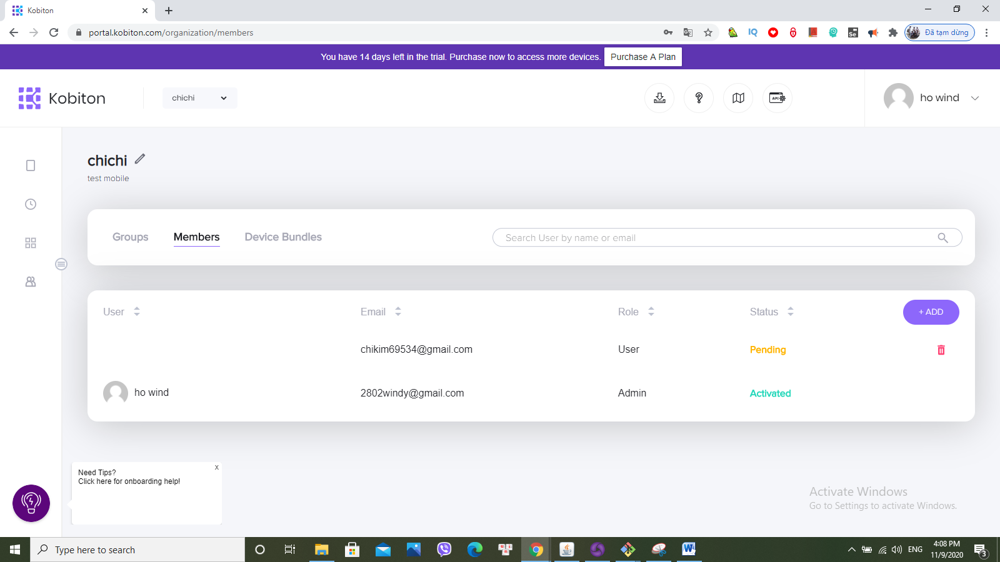 Kobiton
portal.kobiton.com/organization/members
IQ
Se
Đã tạm dừng
You have 14 days left in the trial. Purchase now to access more devices.
Purchase A Plan
Kobiton
chichi
API
ho wind
chichi
test mobile
Groups
Members
Device Bundles
Search User by name or email
User
Email
Role
Status
+ ADD
chikim69534@gmail.com
User
Pending
ho wind
2802windy@gmail.com
Admin
Activated
Need Tips?
x
Click here for onboarding help!
Activate Windows
Go to Settings to activate Windows.
Type here to search
ENG
4:08 PM
11/9/2020
3